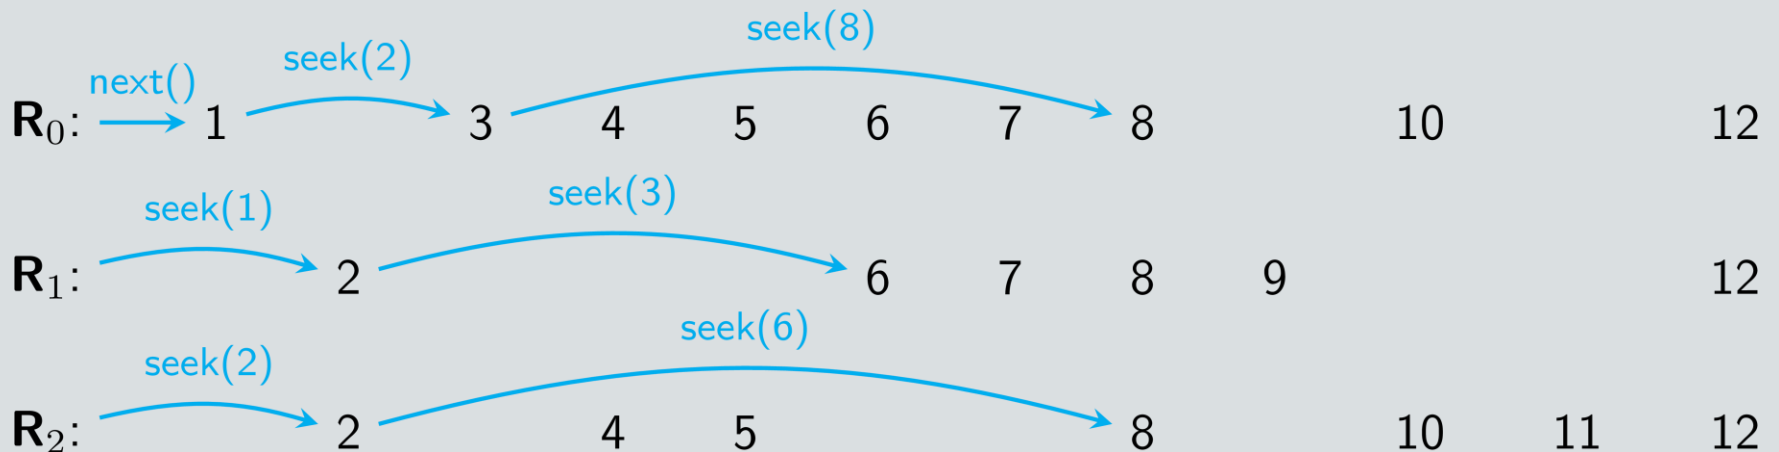 seek(8)
next() seek(2)
R₀: 1 3 4 5 6 7 8 10 12
seek(1) seek(3)
R₁: 2 6 7 8 9 12
seek(2) seek(6)
R₂: 2 4 5 8 10 11 12